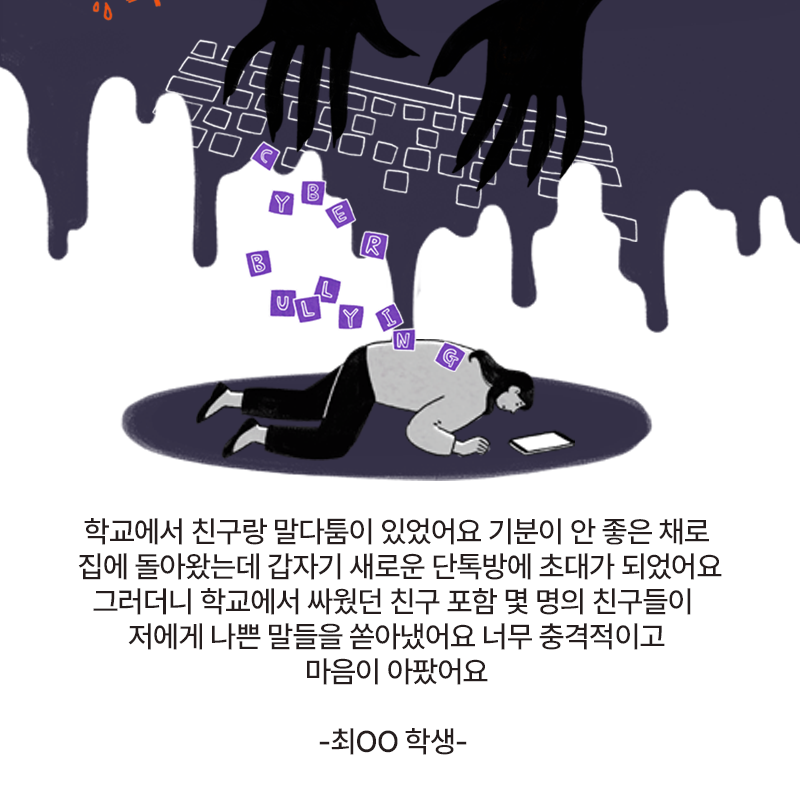 CYBER
BULLYING
학교에서 친구랑 말다툼이 있었어요 기분이 안 좋은 채로
집에 돌아왔는데 갑자기 새로운 단톡방에 초대가 되었어요
그러더니 학교에서 싸웠던 친구 포함 몇 명의 친구들이
저에게 나쁜 말들을 쏟아냈어요 너무 충격적이고
마음이 아팠어요
-최OO 학생-